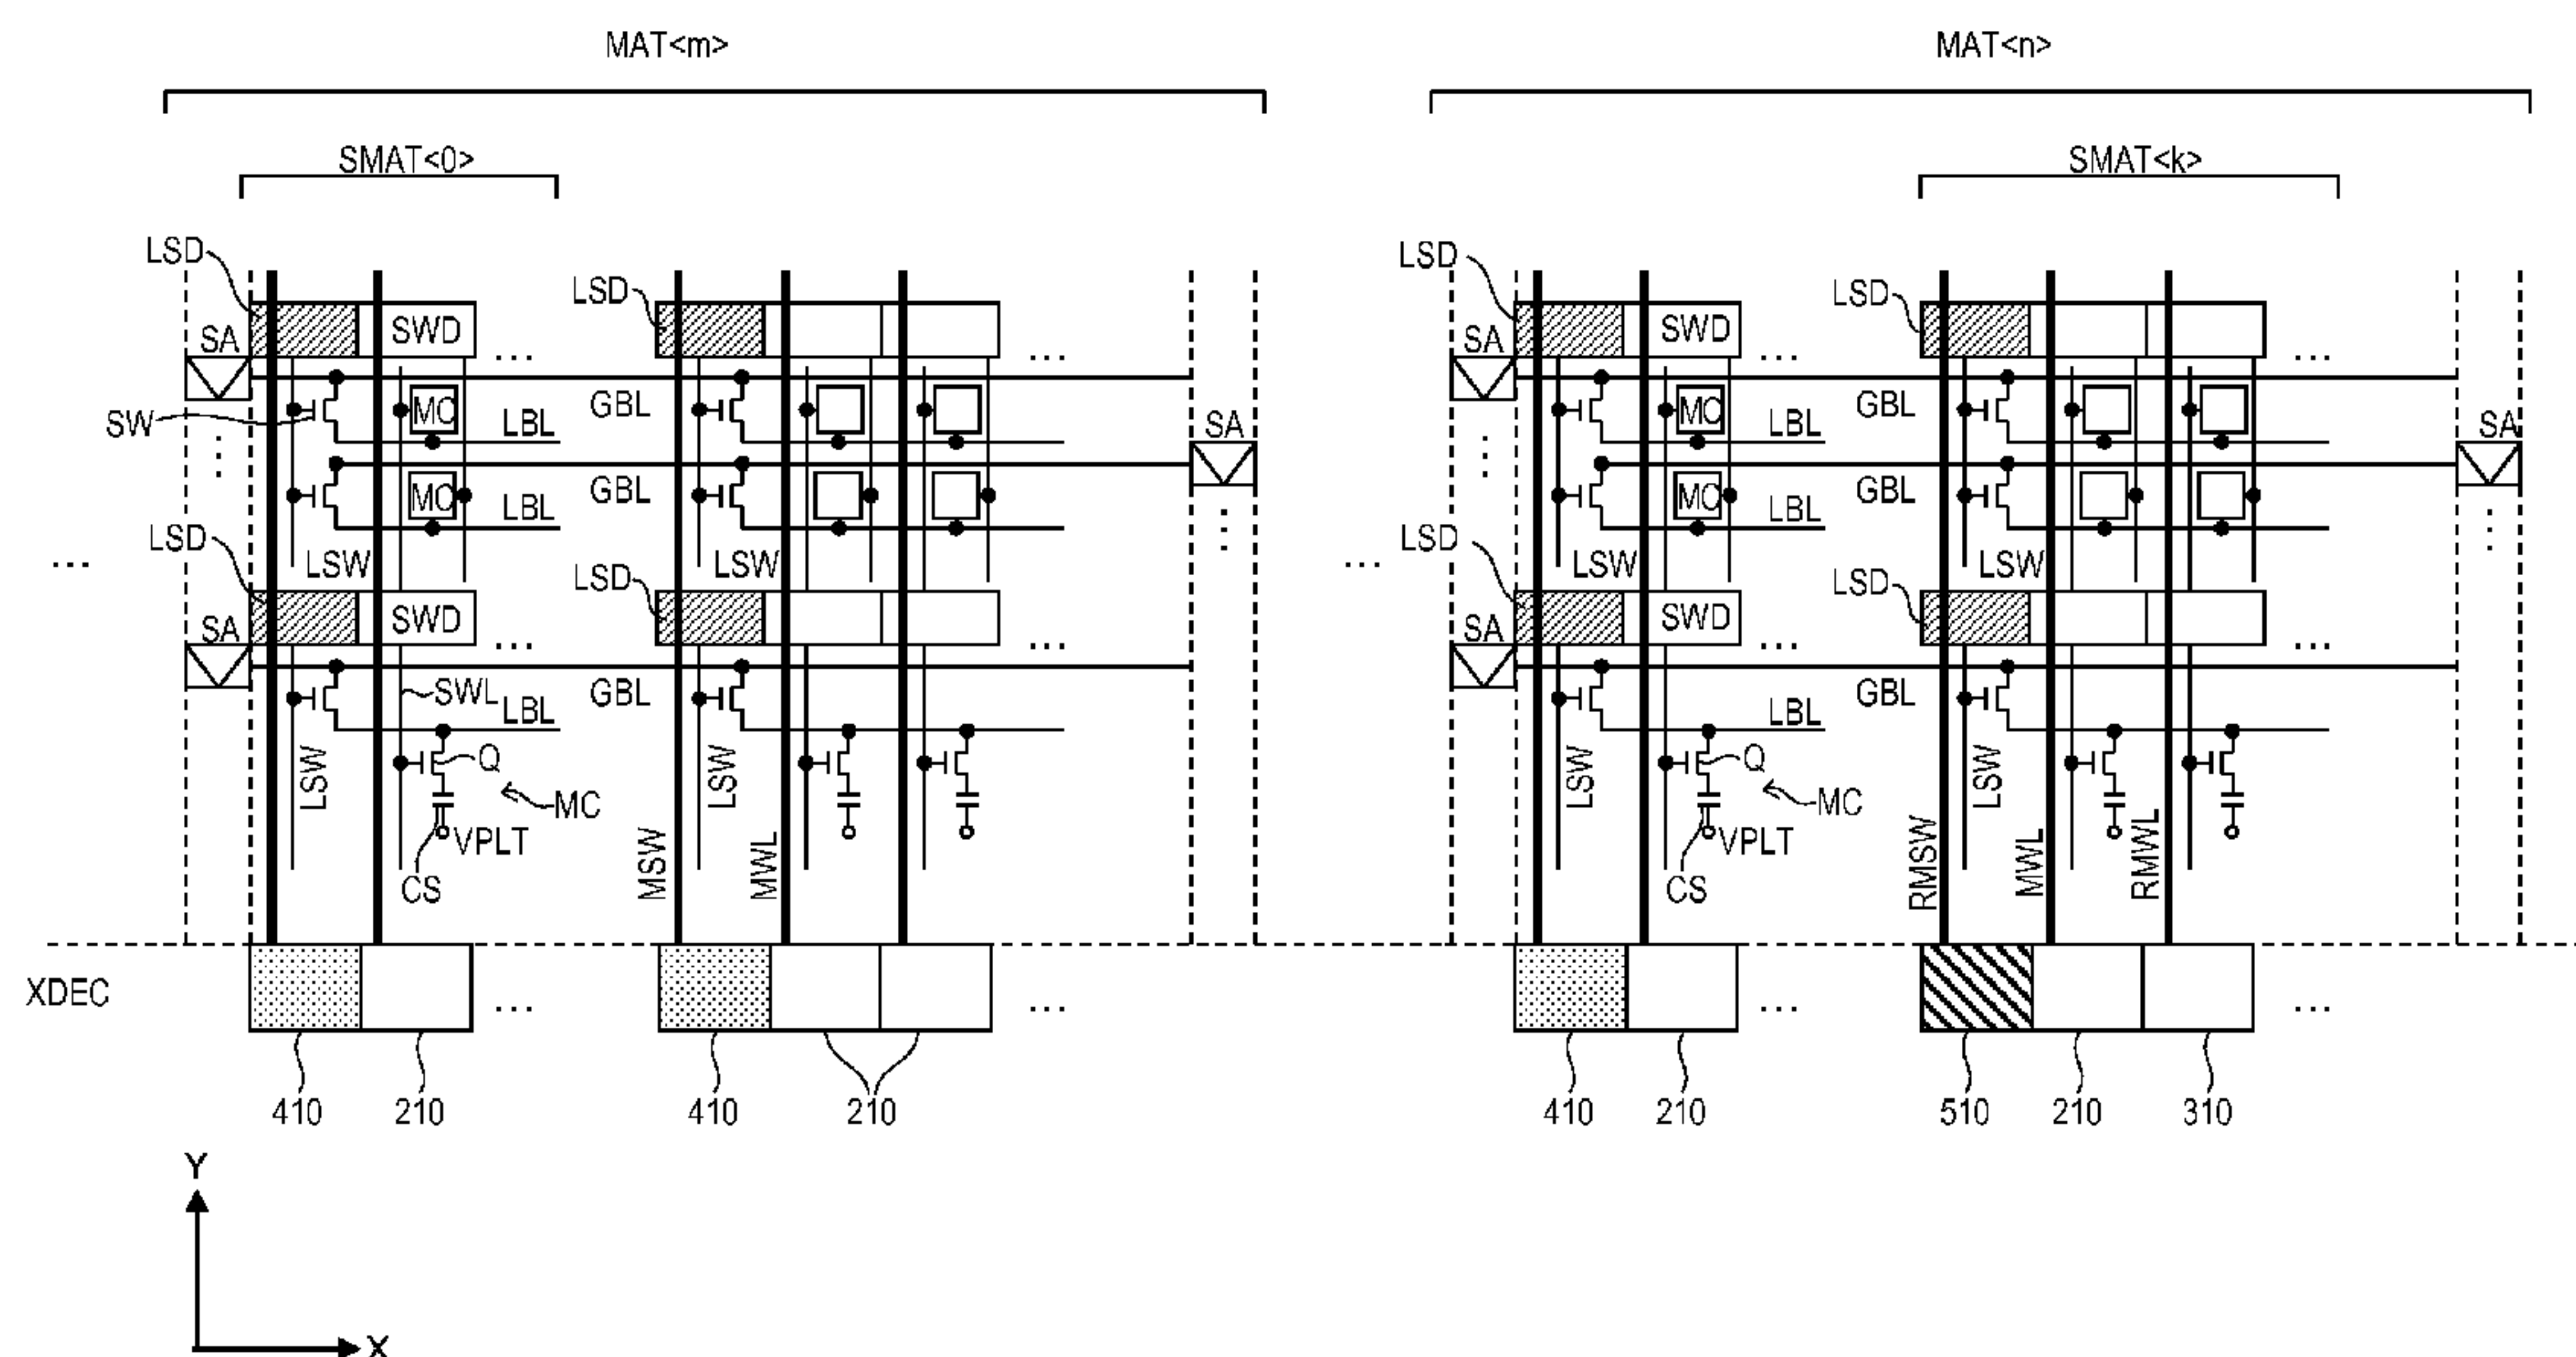 MAT<m> MAT<n>
SMAT<0> SMAT<k>
LSD LSD LSD LSD
SA SWD ... ... SA SWD ... ...
SW MC GBL LBL SA MC LBL GBL SA
MC LBL GBL MC LBL GBL
LSD LSW LSD LSW LSD LSW LSD LSW
... ...
SA SWD ... ... SA SWD ... ...
SWL LBL GBL LBL GBL
LSW Q MC LSW LSW Q MC LSW
VPLT MSW MWL VPLT RMSW MWL RMWL
CS CS
XDEC ... ... ... ...
410 210 410 210 410 210 510 210 310
Y
X